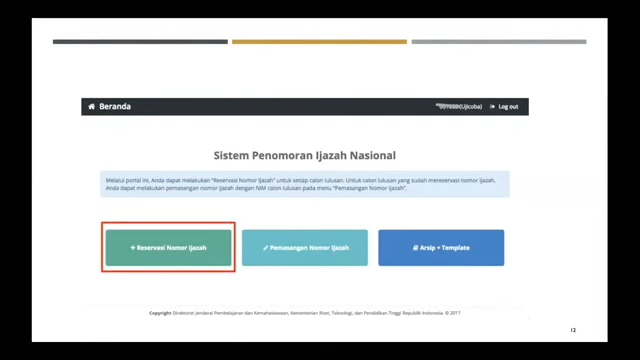 Beranda
(Ujicoba) Log out
Sistem Penomoran Ijazah Nasional
Melalui portal ini, Anda dapat melakukan "Reservasi Nomor Ijazah" untuk setiap calon lulusan. Untuk calon lulusan yang sudah mereservasi nomor ijazah,
Anda dapat melakukan pemasangan nomor ijazah dengan NIM calon lulusan pada menu "Pemasangan Nomor Ijazah".
+ Reservasi Nomor Ijazah
Pemasangan Nomor Ijazah
Arsip + Template
Copyright Direktorat Jenderal Pembelajaran dan Kemahasiswaan, Kementerian Riset, Teknologi, dan Pendidikan Tinggi Republik Indonesia. © 2017
12